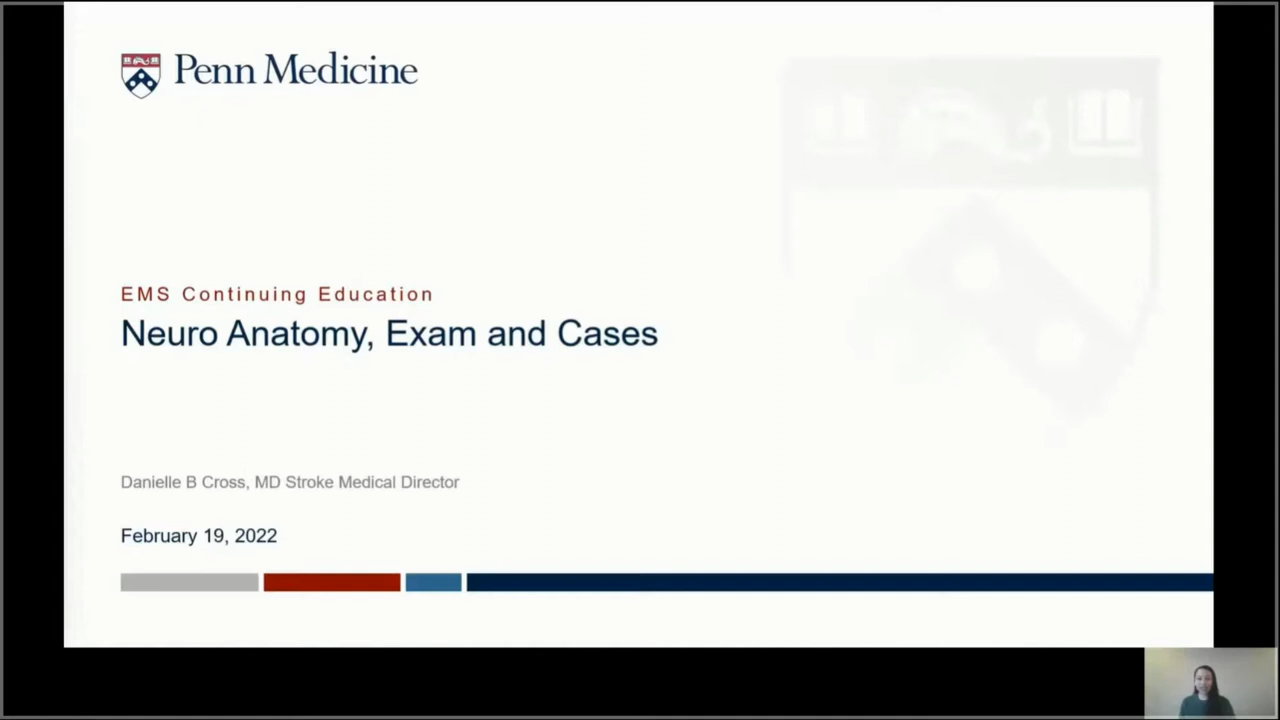 Penn Medicine
EMS Continuing Education
Neuro Anatomy, Exam and Cases
Danielle B Cross, MD Stroke Medical Director
February 19, 2022